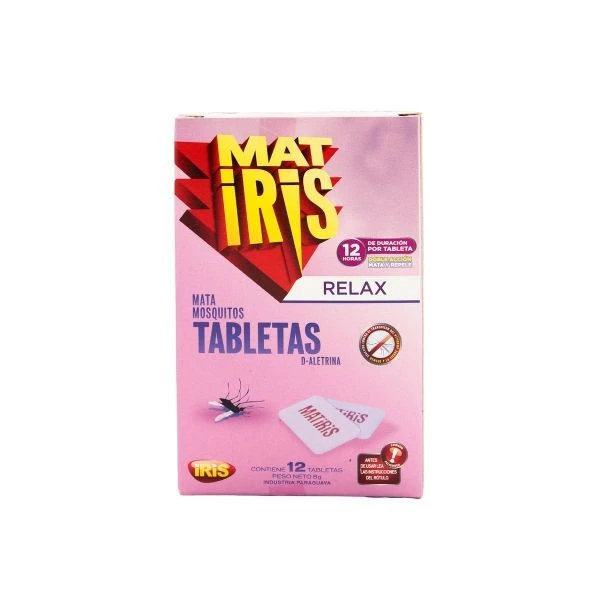 MAT
iRiS
12
HORAS
DE DURACIÓN
POR TABLETA
DOBLE ACCIÓN
MATA Y REPELE
RELAX
MATA
MOSQUITOS
TABLETAS
D-ALETRINA
MATIRIS
iRiS
CONTIENE 12 TABLETAS
PESO NETO 8g
INDUSTRIA PARAGUAYA
ANTES
DE USAR LEA
LAS INSTRUCCIONES
DEL RÓTULO